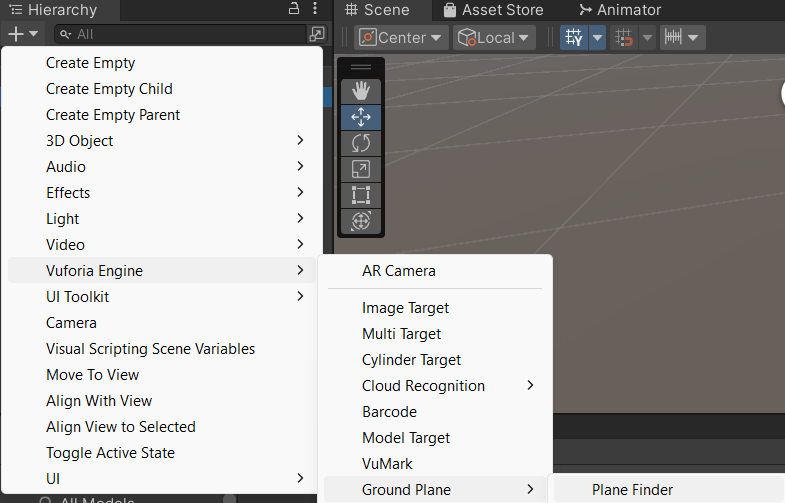 Hierarchy
Scene
Asset Store
Animator
All
Center
Local
Create Empty
Create Empty Child
Create Empty Parent
3D Object
Audio
Effects
Light
Video
Vuforia Engine
UI Toolkit
Camera
Visual Scripting Scene Variables
Move To View
Align With View
Align View to Selected
Toggle Active State
UI
AR Camera
Image Target
Multi Target
Cylinder Target
Cloud Recognition
Barcode
Model Target
VuMark
Ground Plane
Plane Finder
All Models